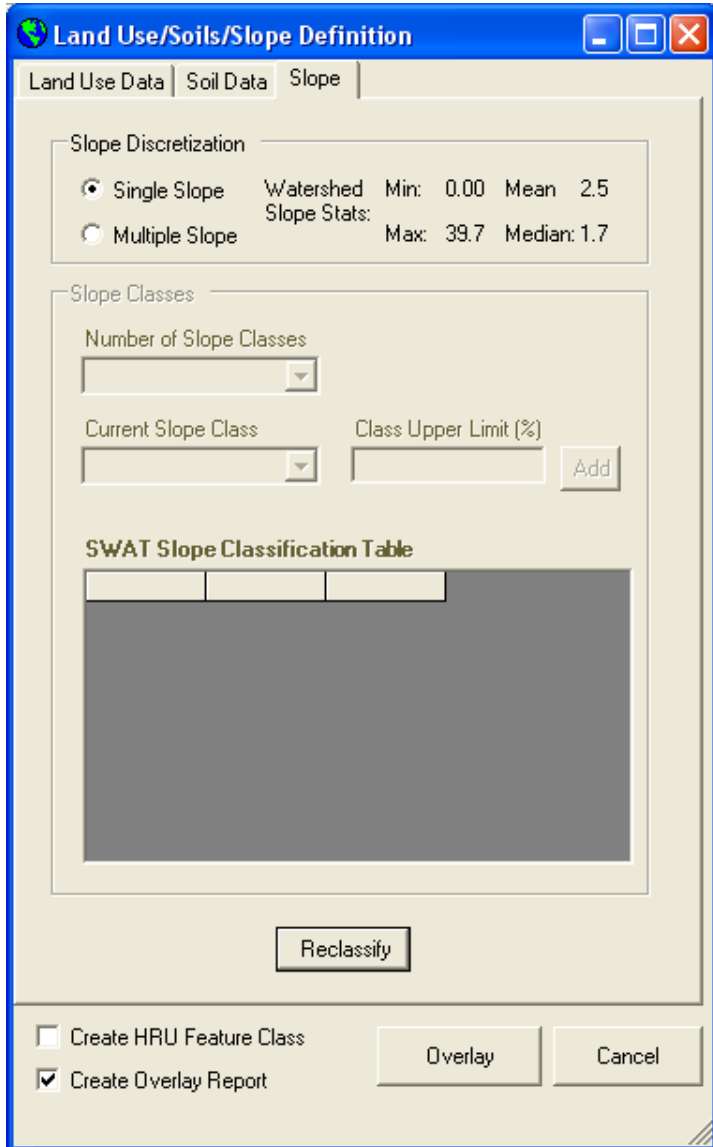 Land Use/Soils/Slope Definition
Land Use Data Soil Data Slope
Slope Discretization
Single Slope Watershed Slope Stats: Min: 0.00 Mean 2.5
Multiple Slope Max: 39.7 Median: 1.7
Slope Classes
Number of Slope Classes
Current Slope Class Class Upper Limit (%)
Add
SWAT Slope Classification Table
Reclassify
Create HRU Feature Class
Overlay Cancel
Create Overlay Report